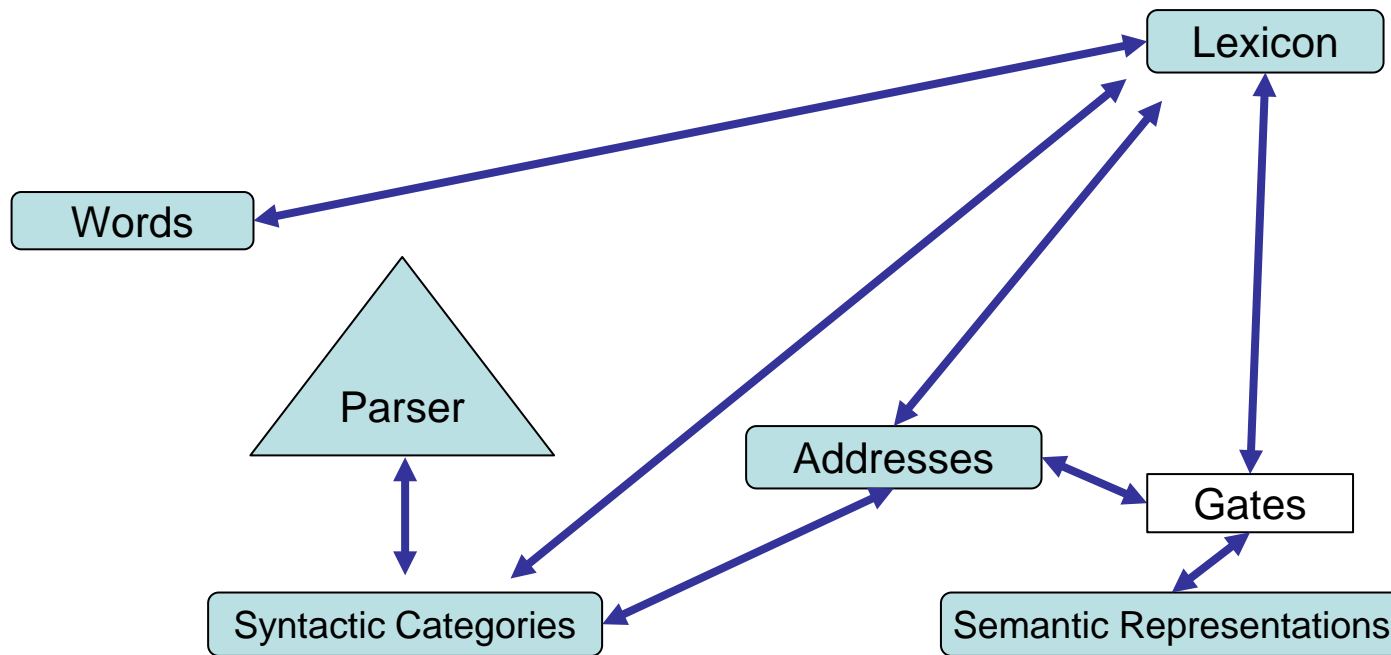 Lexicon
Words
Parser
Addresses
Gates
Syntactic Categories
Semantic Representations